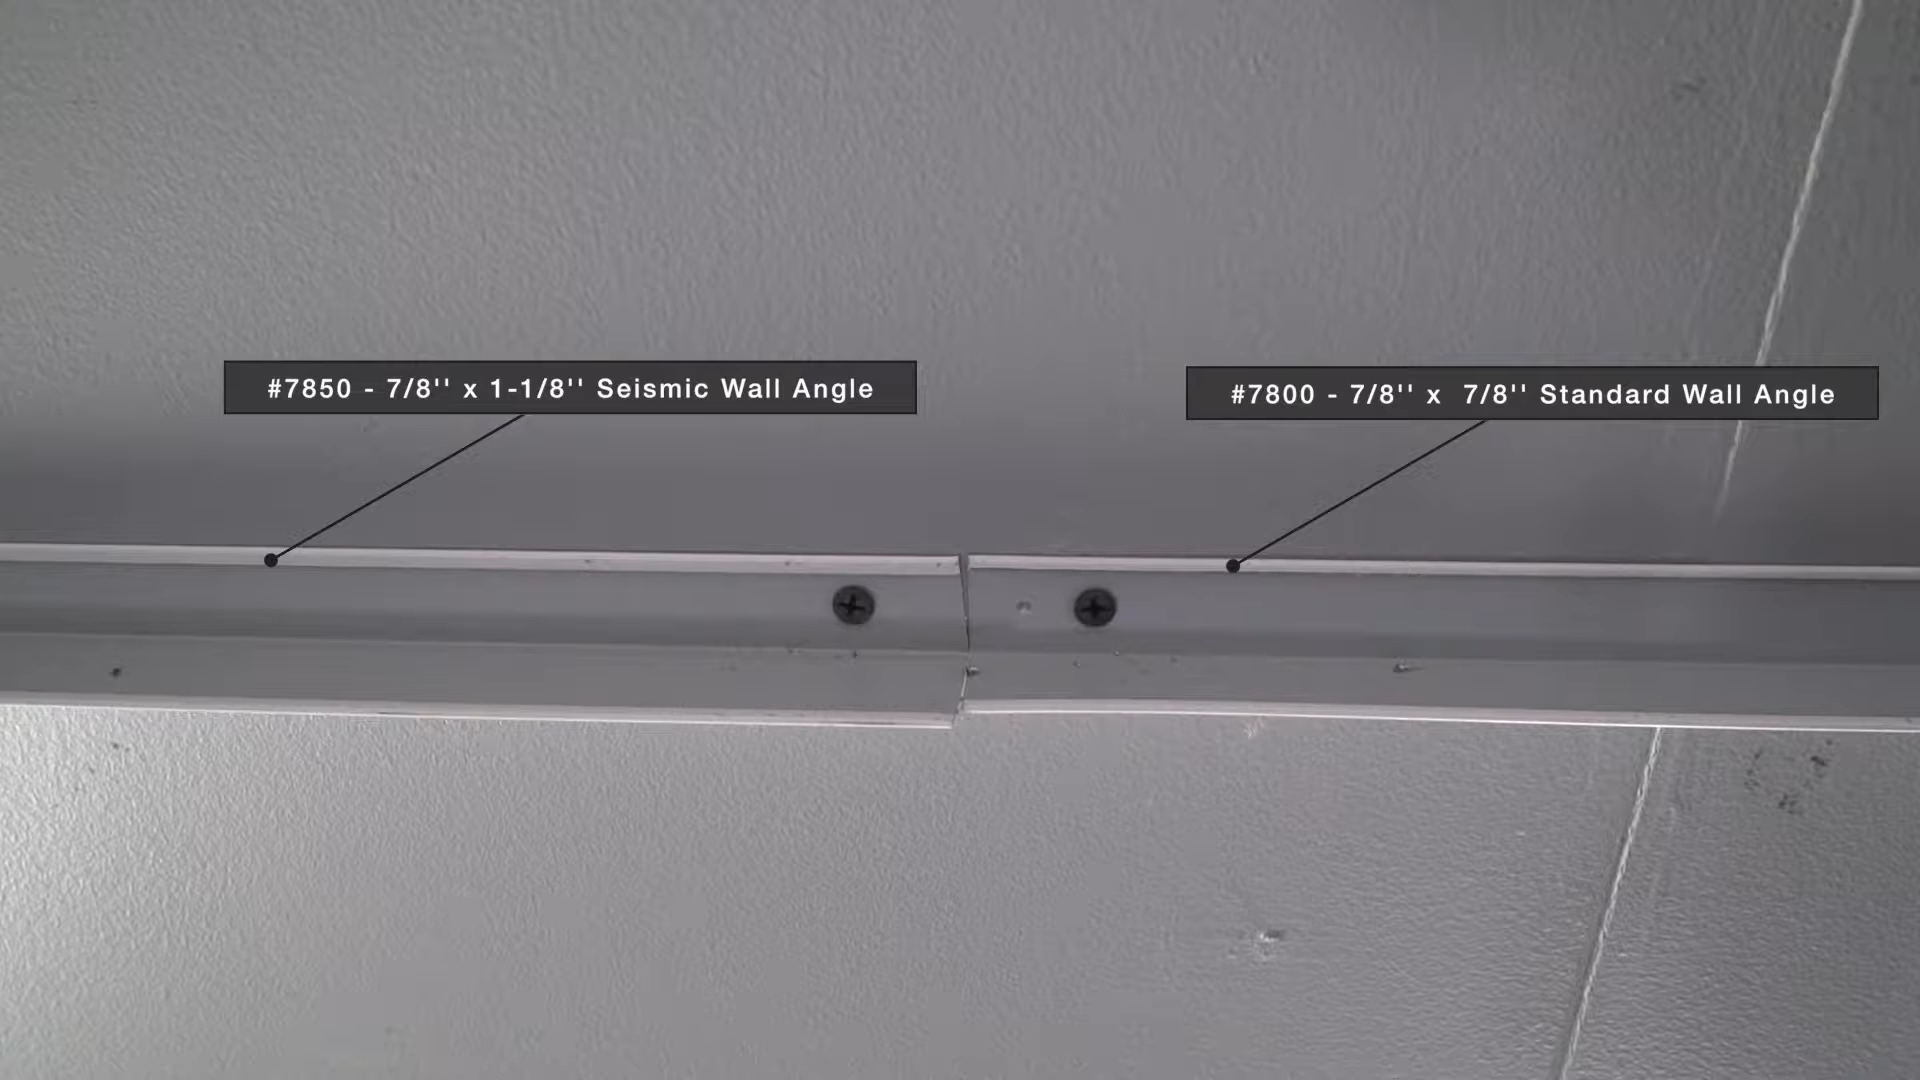 #7850 - 7/8'' x 1-1/8'' Seismic Wall Angle
#7800 - 7/8'' x  7/8'' Standard Wall Angle